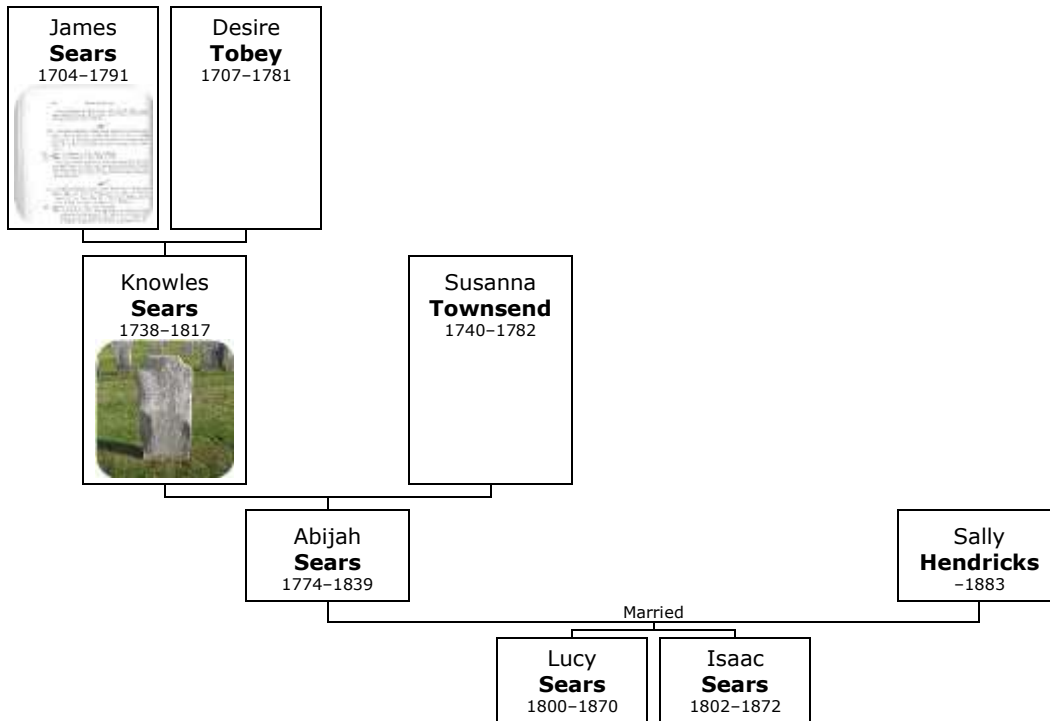 James
Sears
1704–1791
Desire
Tobey
1707–1781
Knowles
Sears
1738–1817
Susanna
Townsend
1740–1782
Abijah
Sears
1774–1839
Sally
Hendricks
–1883
Married
Lucy
Sears
1800–1870
Isaac
Sears
1802–1872